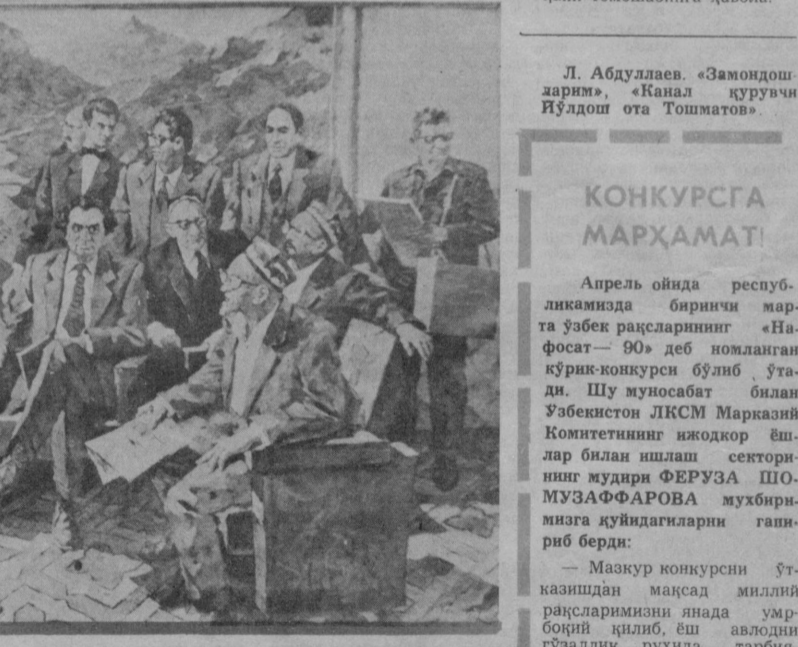 Л. Абдуллаев. «Замондош-
ларим», «Канал қурувчи
Йўлдош ота Тошматов».
КОНКУРСГА
МАРҲАМАТ!
Апрель ойида респуб-
ликамизда биринчи мар-
та ўзбек рақсларининг «На-
фосат— 90» деб номланган
кўрик-конкурси бўлиб ўта-
ди. Шу муносабат билан
Ўзбекистон ЛКСМ Марказий
Комитетининг ижодкор ёш-
лар билан ишлаш сектори-
нинг мудири ФЕРУЗА ШО-
МУЗАФФАРОВА мухбири-
мизга қуйидагиларни гапи-
риб берди:
— Мазкур конкурсни ўт-
казишдан мақсад миллий
рақсларимизни янада умр-
боқий қилиб, ёш авлодни
гўзаллик руҳида тарбия-